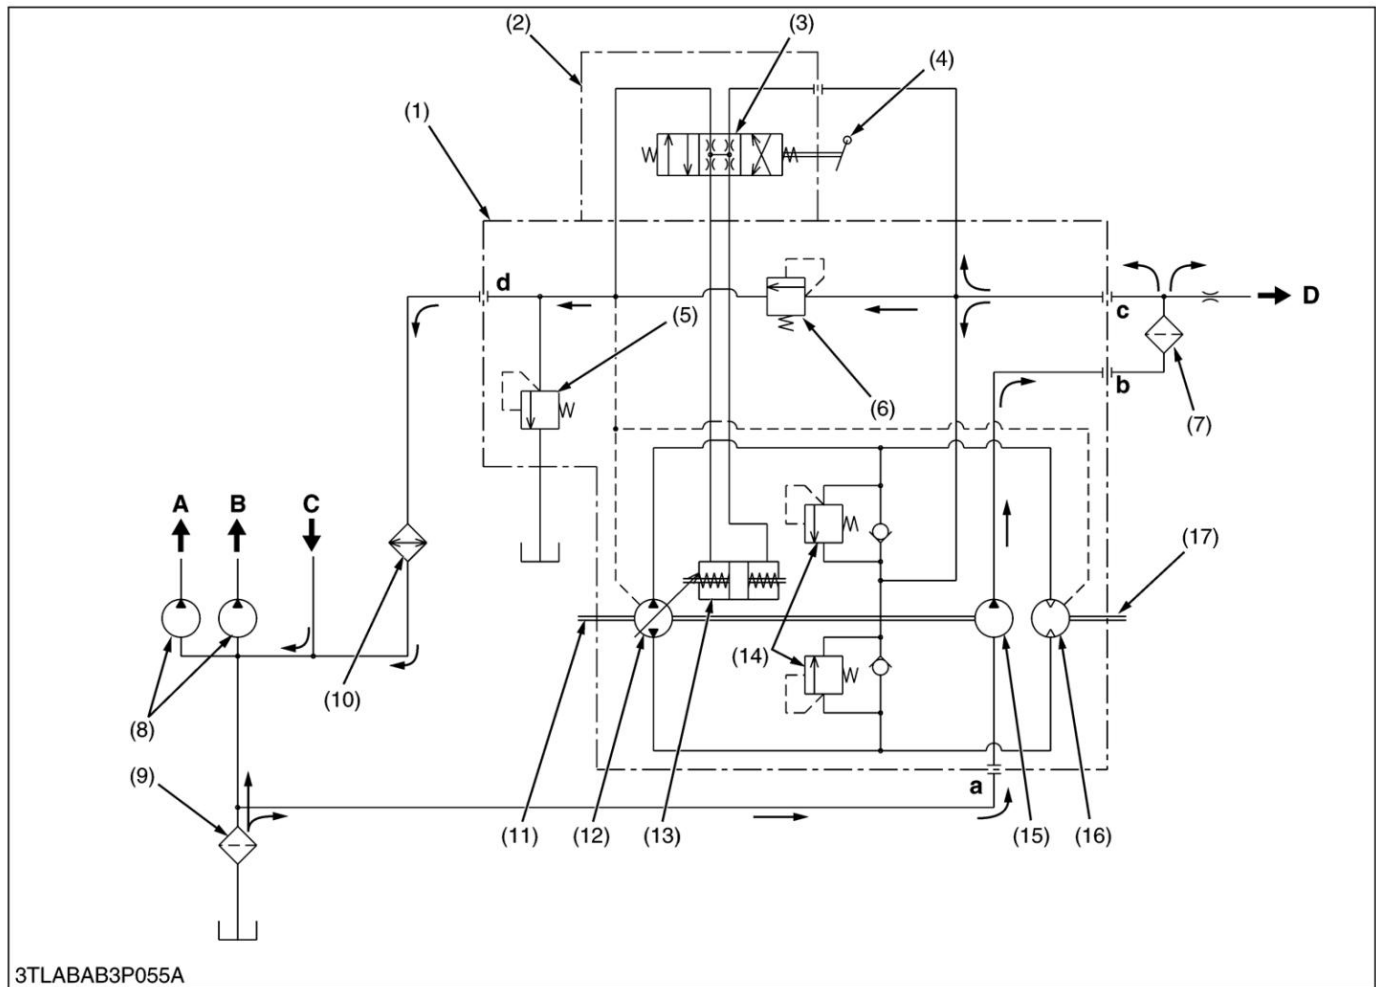 (2)
(3)
(4)
(1)
d
(5)
c
D
b
(6)
(7)
A
B
C
(17)
(14)
(10)
(8)
(9)
a
(11)
(12)
(13)
(15)
(16)
3TLABAB3P055A